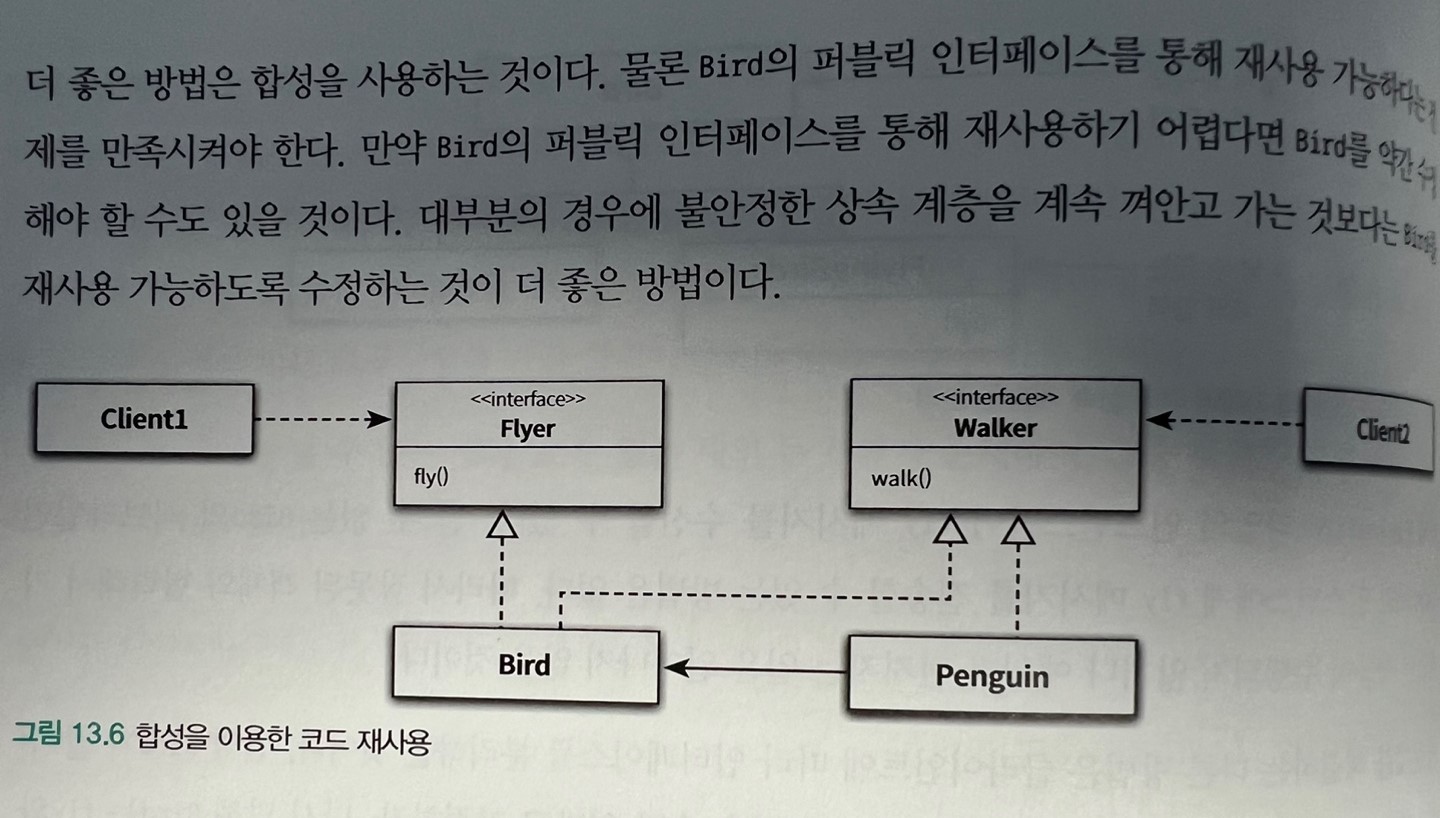 더 좋은 방법은 합성을 사용하는 것이다. 물론 Bird의 퍼블릭 인터페이스를 통해 재사용 가능하다는
제를 만족시켜야 한다. 만약 Bird의 퍼블릭 인터페이스를 통해 재사용하기 어렵다면 Bird를 약간
해야 할 수도 있을 것이다. 대부분의 경우에 불안정한 상속 계층을 계속 껴안고 가는 것보다는 Bird를
재사용 가능하도록 수정하는 것이 더 좋은 방법이다.
Client1
<<interface>>
Flyer
fly()
<<interface>>
Walker
walk()
Client2
Bird
Penguin
그림 13.6 합성을 이용한 코드 재사용